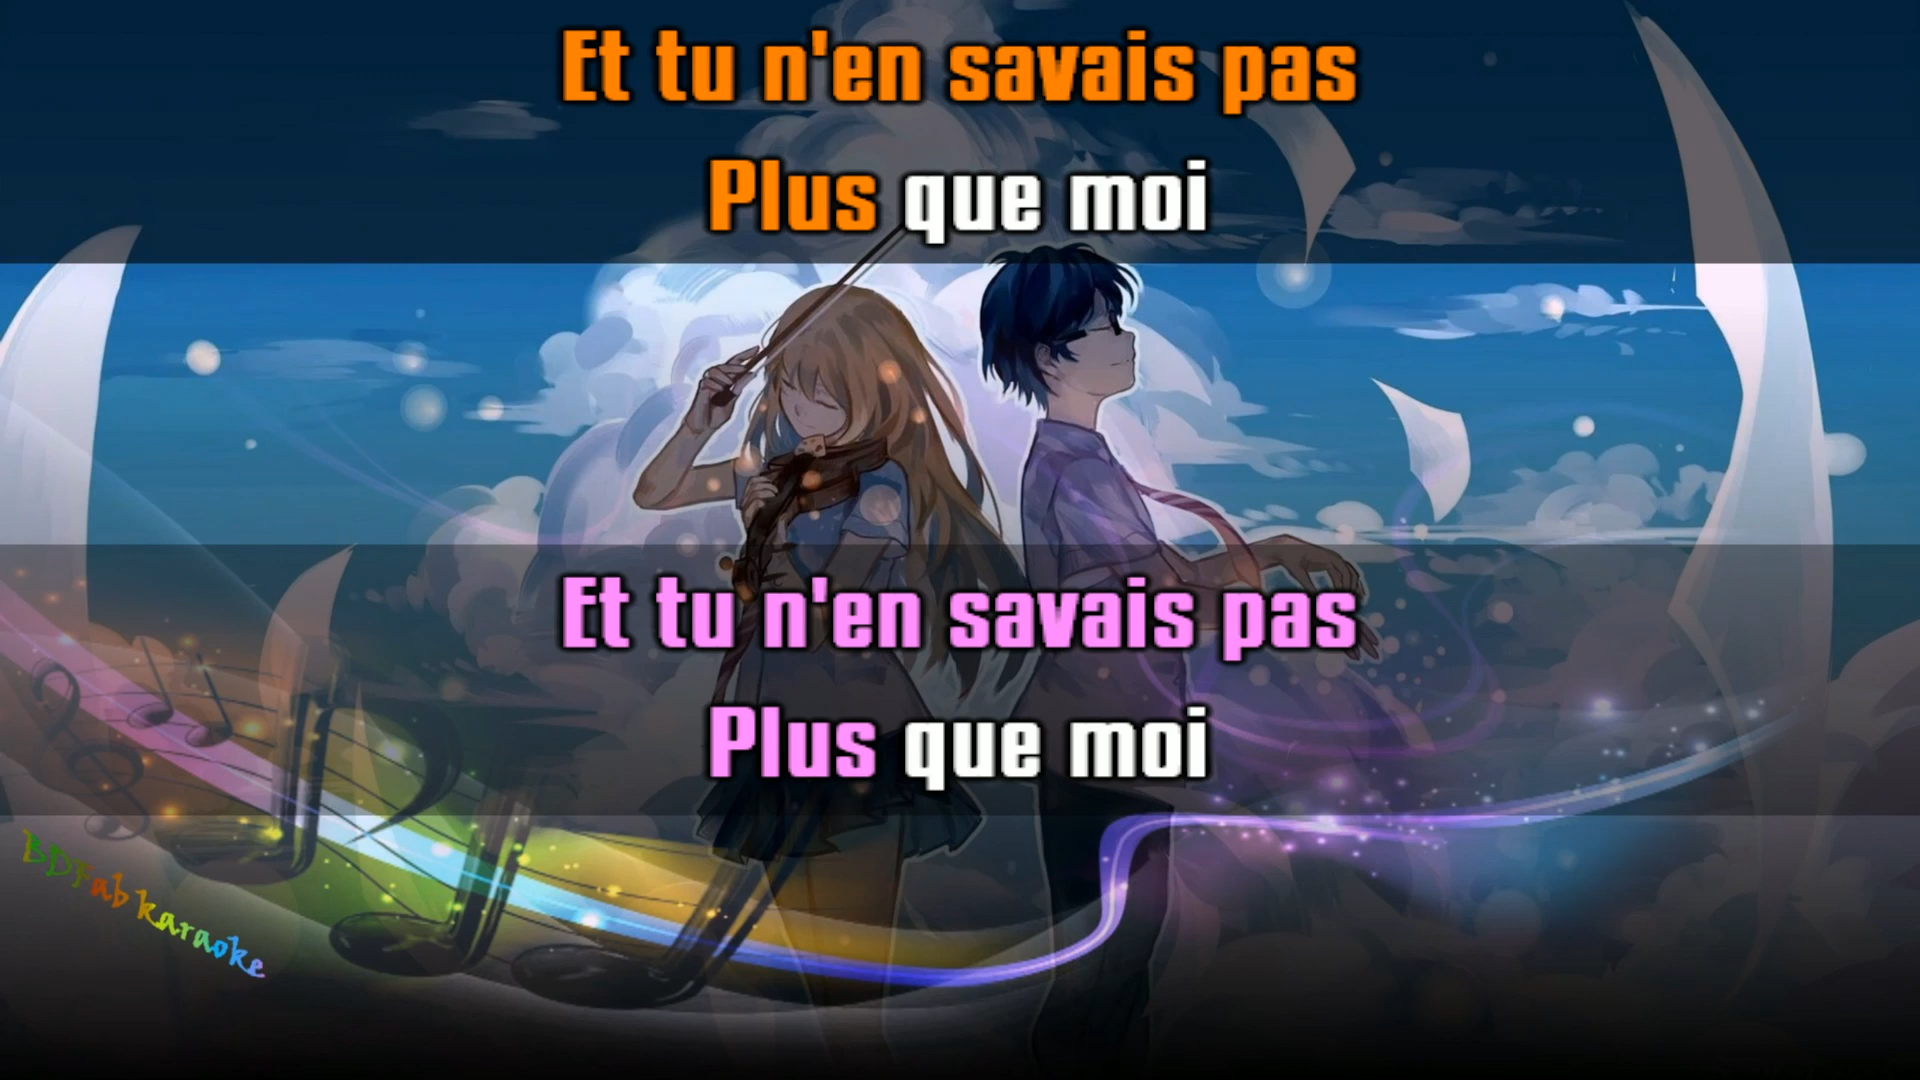 Et tu n'en savais pas
Plus que moi
Et tu n'en savais pas
Plus que moi
BDFab karaoke